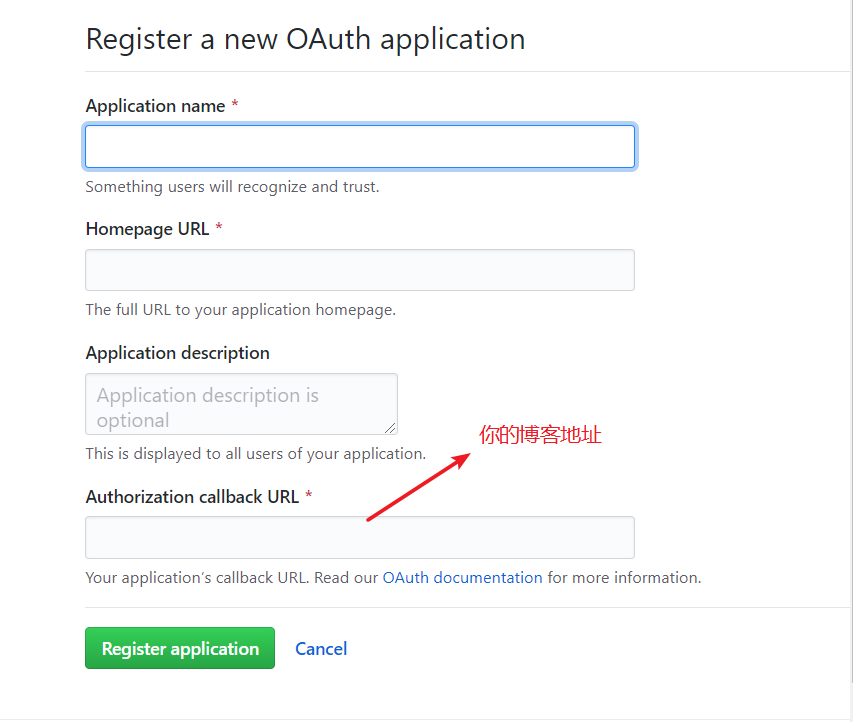 Register a new OAuth application
Application name *
Something users will recognize and trust.
Homepage URL *
The full URL to your application homepage.
Application description
Application description is
optional
This is displayed to all users of your application.
你的博客地址
Authorization callback URL *
Your application’s callback URL. Read our OAuth documentation for more information.
Register application Cancel